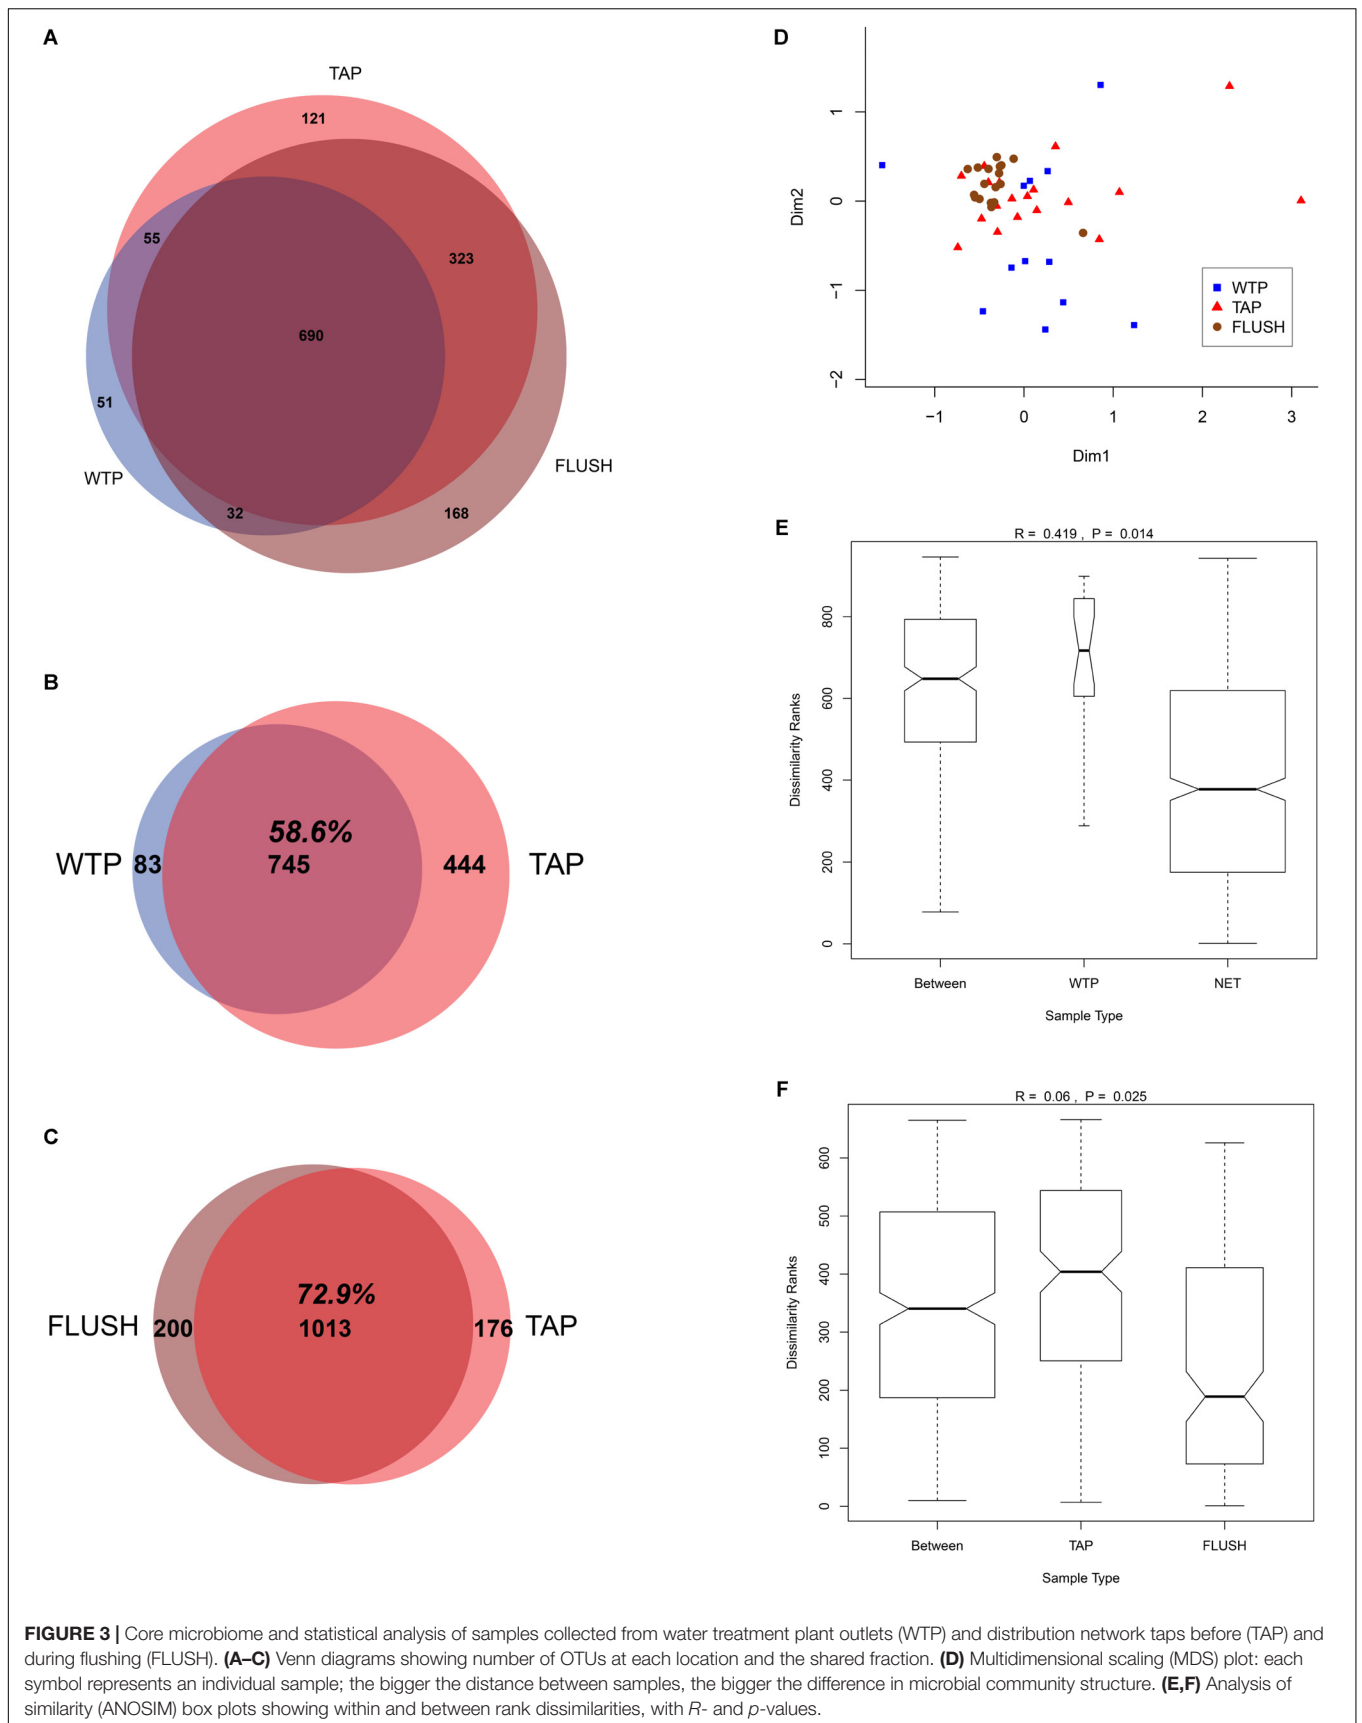 A
TAP
121
55
323
690
51
WTP
FLUSH
32
168
B
58.6%
WTP 83 745 444 TAP
C
72.9%
FLUSH 200 1013 176 TAP
D
Dim2
1
0
−1
−2
WTP
TAP
FLUSH
−1 0 1 2 3
Dim1
E
R = 0.419 , P = 0.014
Dissimilarity Ranks
800
600
400
200
0
Between WTP NET
Sample Type
F
R = 0.06 , P = 0.025
Dissimilarity Ranks
600
500
400
300
200
100
0
Between TAP FLUSH
Sample Type
FIGURE 3 | Core microbiome and statistical analysis of samples collected from water treatment plant outlets (WTP) and distribution network taps before (TAP) and
during flushing (FLUSH). (A–C) Venn diagrams showing number of OTUs at each location and the shared fraction. (D) Multidimensional scaling (MDS) plot: each
symbol represents an individual sample; the bigger the distance between samples, the bigger the difference in microbial community structure. (E,F) Analysis of
similarity (ANOSIM) box plots showing within and between rank dissimilarities, with R- and p-values.